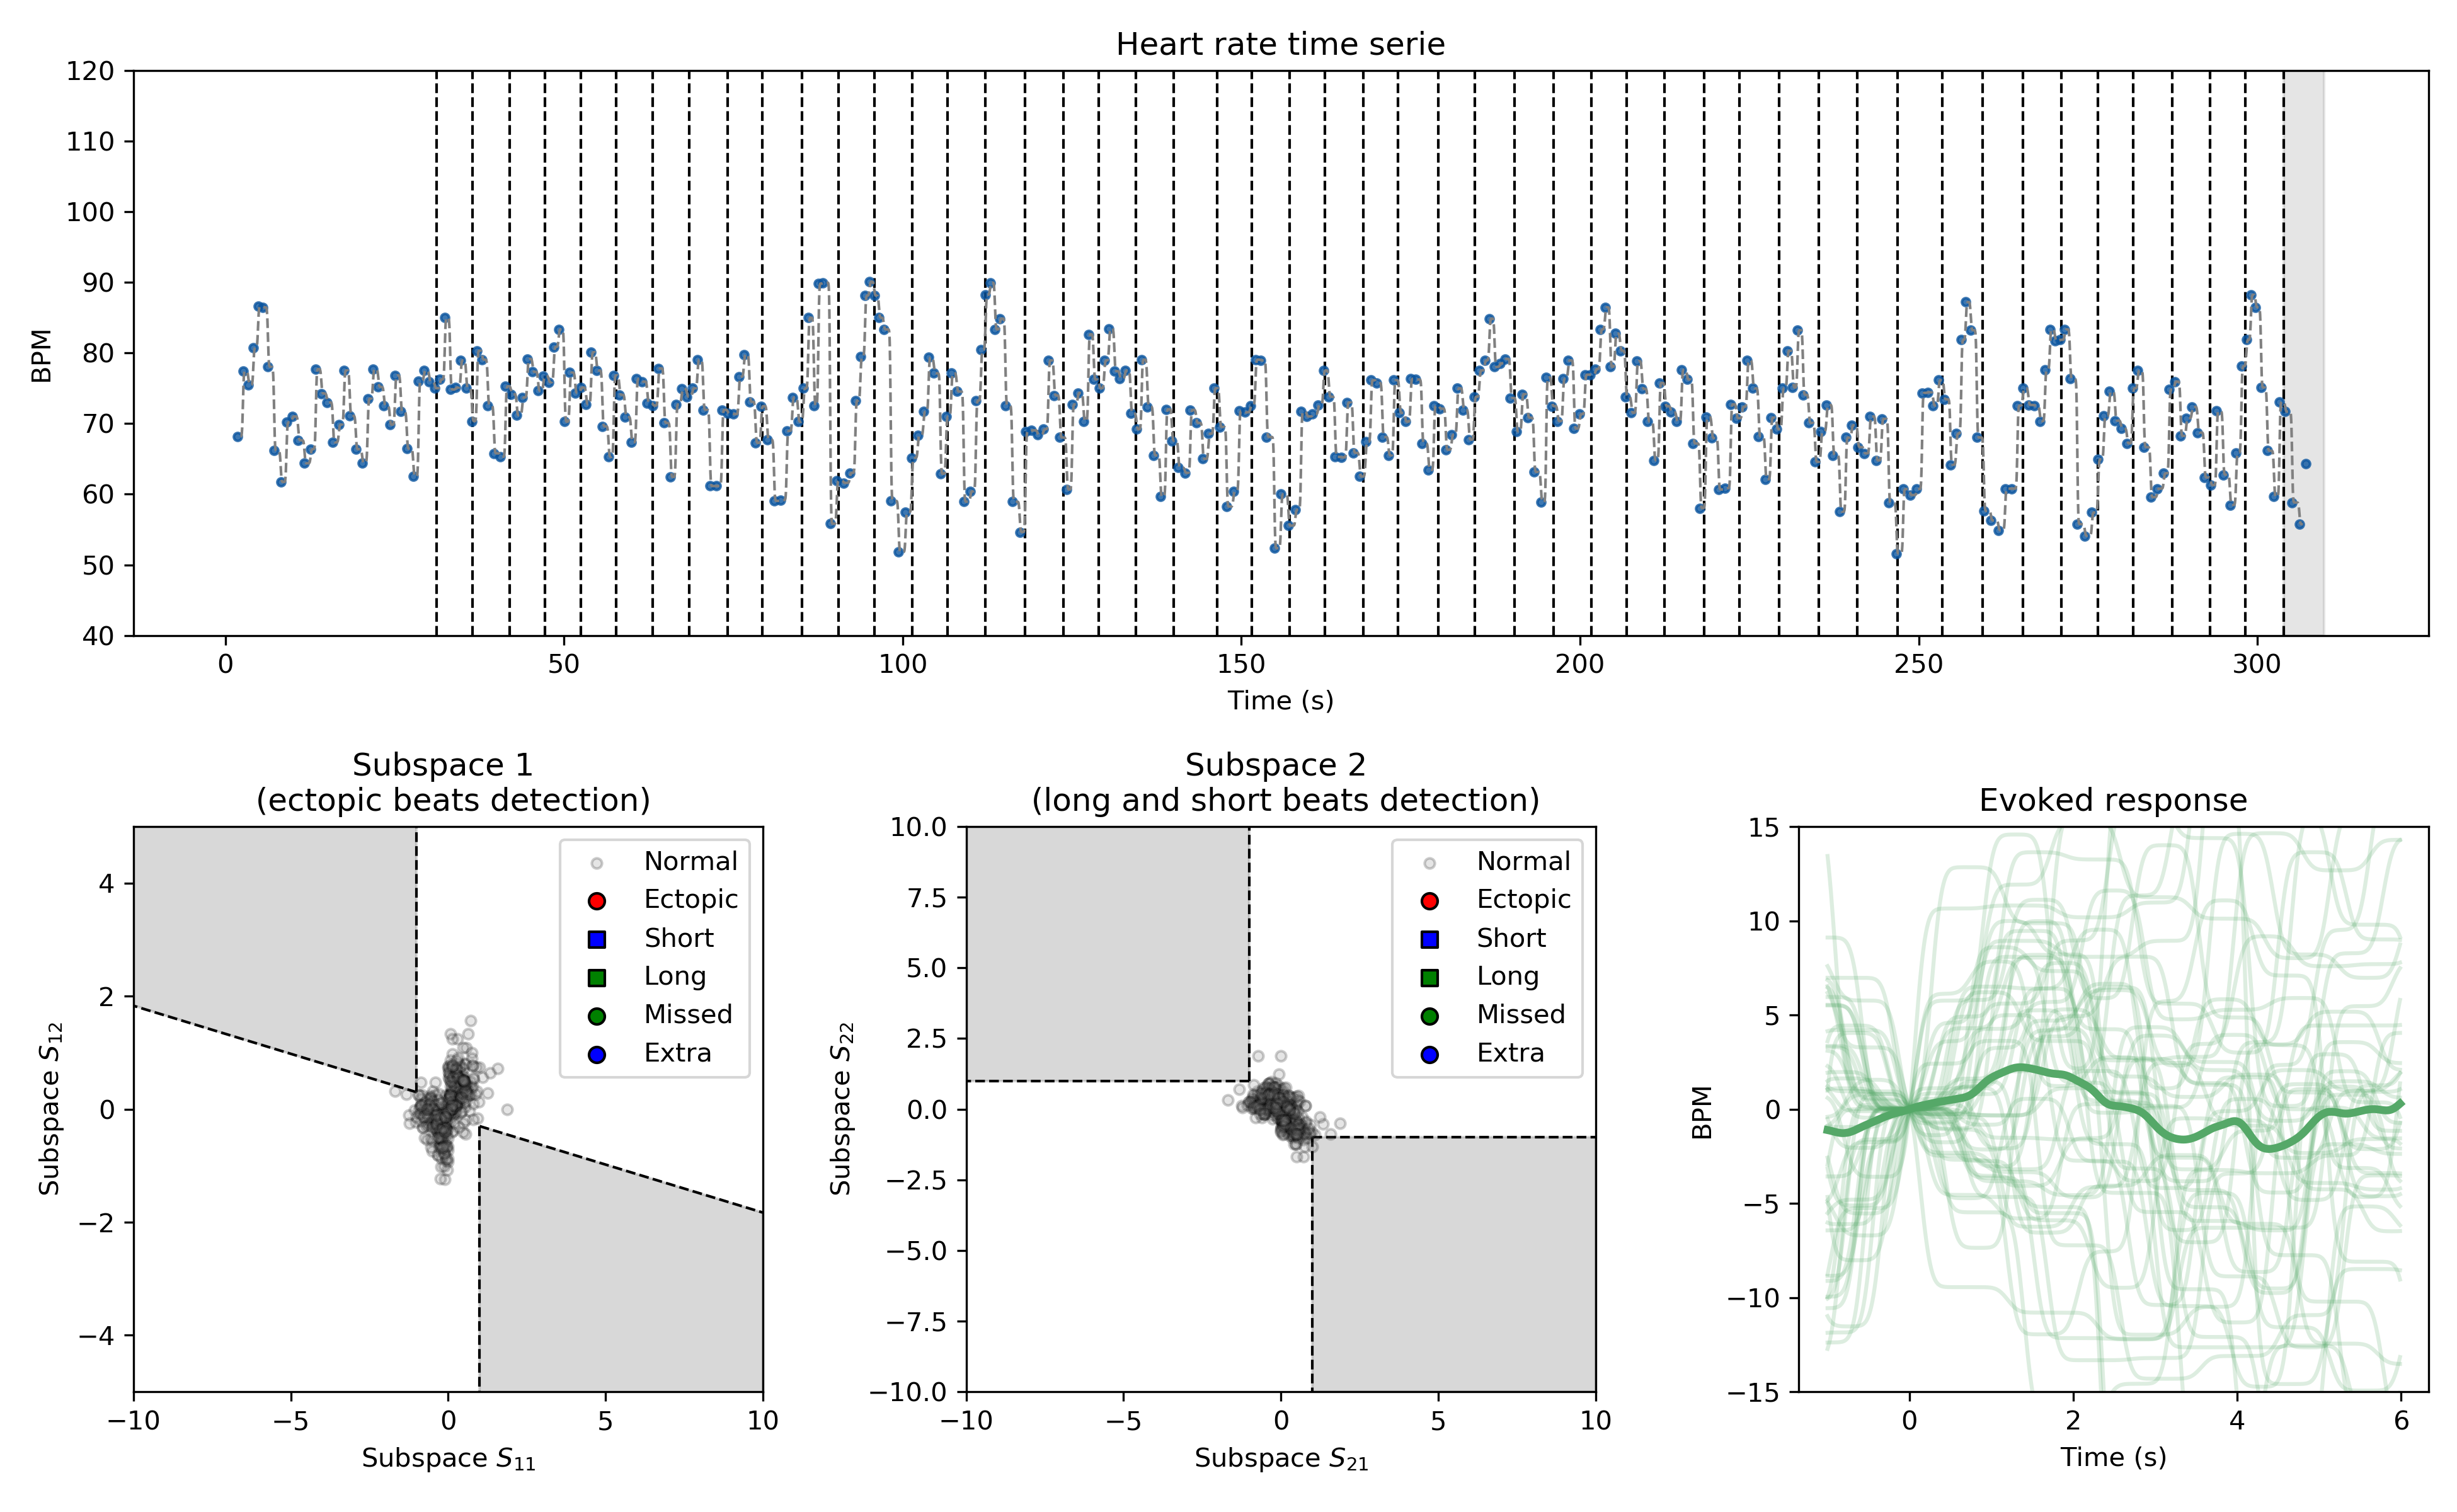 Heart rate time serie
120
110
100
90
80
70
60
50
40
BPM
0 50 100 150 200 250 300
Time (s)
Subspace 1
(ectopic beats detection)
4
2
0
−2
−4
Subspace S12
Normal
Ectopic
Short
Long
Missed
Extra
−10 −5 0 5 10
Subspace S11
Subspace 2
(long and short beats detection)
10.0
7.5
5.0
2.5
0.0
−2.5
−5.0
−7.5
−10.0
Subspace S22
Normal
Ectopic
Short
Long
Missed
Extra
−10 −5 0 5 10
Subspace S21
Evoked response
15
10
5
0
−5
−10
−15
BPM
0 2 4 6
Time (s)